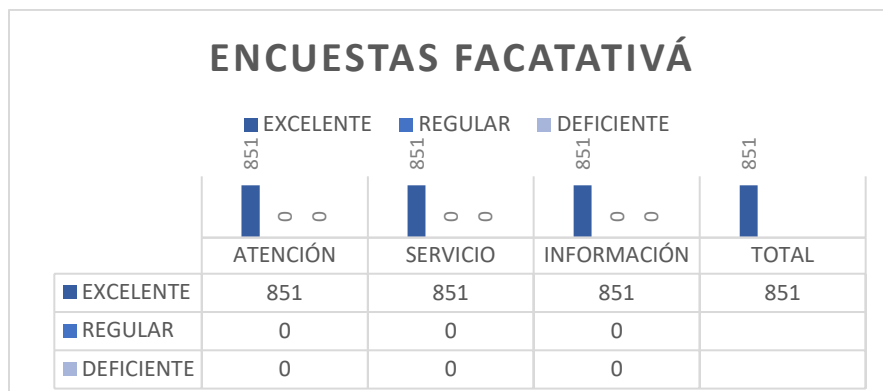 ENCUESTAS FACATATIVÁ
EXCELENTE REGULAR DEFICIENTE
851 0 0 851 0 0 851 0 0 851
ATENCIÓN SERVICIO INFORMACIÓN TOTAL
EXCELENTE 851 851 851 851
REGULAR 0 0 0
DEFICIENTE 0 0 0